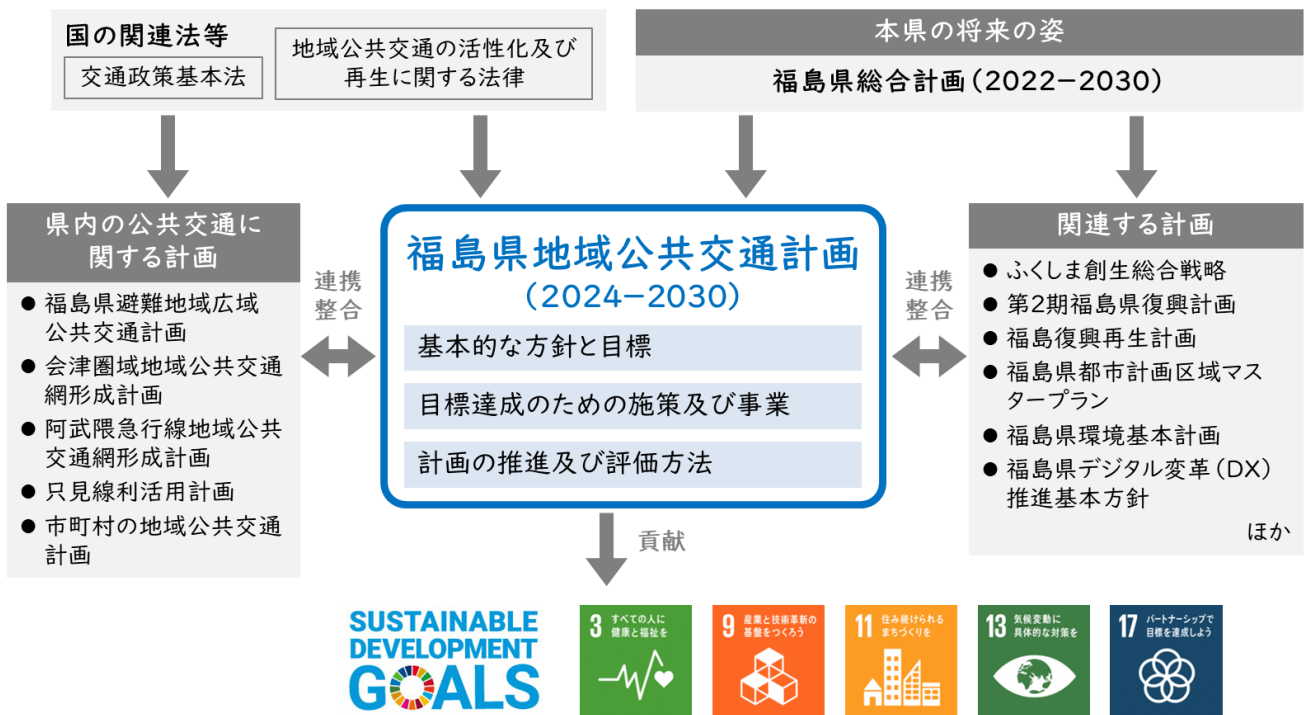 国の関連法等
交通政策基本法
地域公共交通の活性化及び
再生に関する法律
本県の将来の姿
福島県総合計画(2022−2030)
県内の公共交通に
関する計画
● 福島県避難地域広域
公共交通計画
● 会津圏域地域公共交通
網形成計画
● 阿武隈急行線地域公共
交通網形成計画
● 只見線利活用計画
● 市町村の地域公共交通
計画
連携
整合
福島県地域公共交通計画
(2024−2030)
基本的な方針と目標
目標達成のための施策及び事業
計画の推進及び評価方法
連携
整合
関連する計画
● ふくしま創生総合戦略
● 第2期福島県復興計画
● 福島復興再生計画
● 福島県都市計画区域マス
タープラン
● 福島県環境基本計画
● 福島県デジタル変革(DX)
推進基本方針
ほか
貢献
SUSTAINABLE
DEVELOPMENT
GOALS
3 すべての人に
健康と福祉を
9 産業と技術革新の
基盤をつくろう
11 住み続けられる
まちづくりを
13 気候変動に
具体的な対策を
17 パートナーシップで
目標を達成しよう